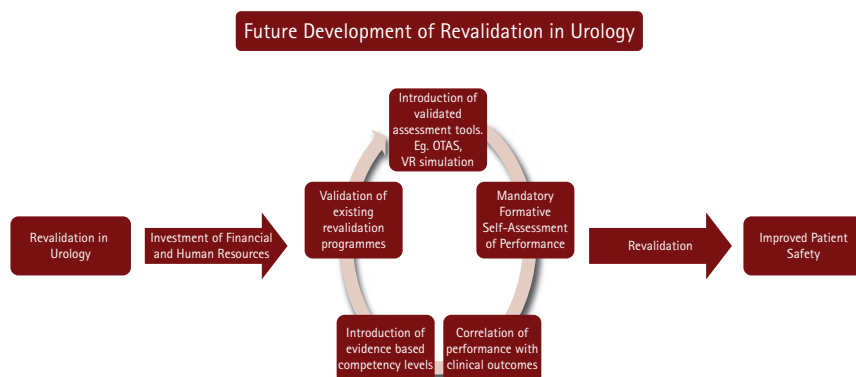 Future Development of Revalidation in Urology
Introduction of
validated
assessment tools.
Eg. OTAS,
VR simulation
Validation of
existing
revalidation
programmes
Mandatory
Formative
Self-Assessment
of Performance
Revalidation in
Urology
Investment of Financial
and Human Resources
Revalidation
Improved Patient
Safety
Introduction of
evidence based
competency levels
Correlation of
performance with
clinical outcomes